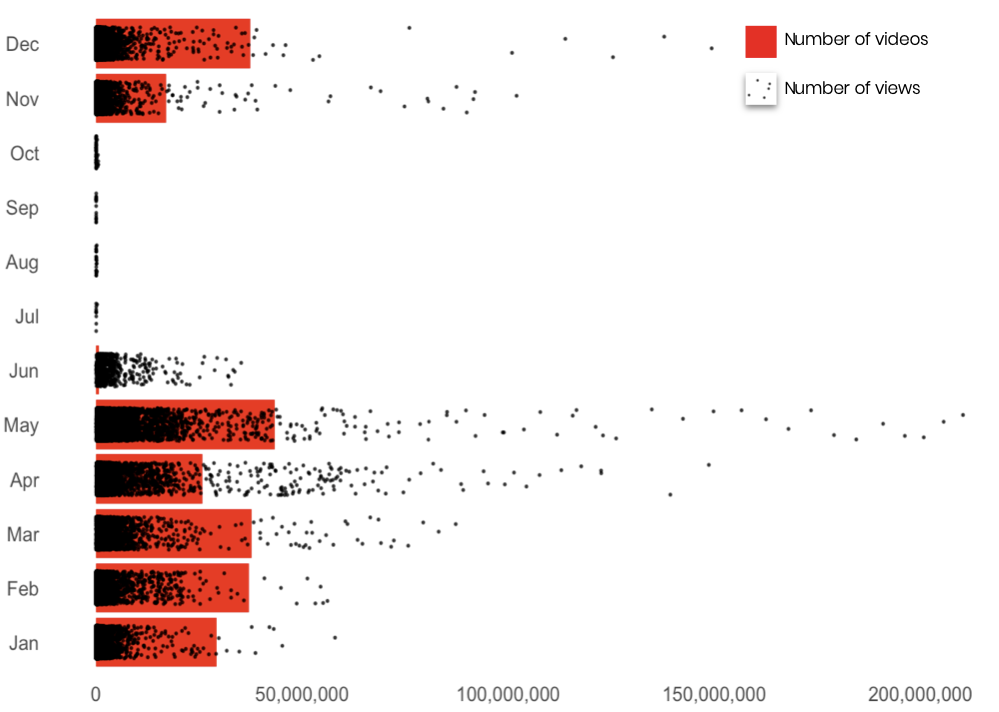 Dec
Number of videos
Number of views
Nov
Oct
Sep
Aug
Jul
Jun
May
Apr
Mar
Feb
Jan
0 50,000,000 100,000,000 150,000,000 200,000,000